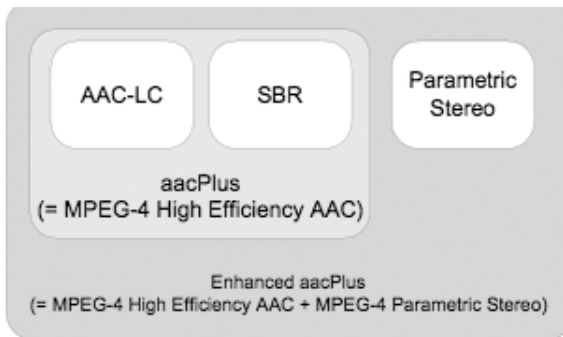 AAC-LC
SBR
Parametric
Stereo
aacPlus
(= MPEG-4 High Efficiency AAC)
Enhanced aacPlus
(= MPEG-4 High Efficiency AAC + MPEG-4 Parametric Stereo)